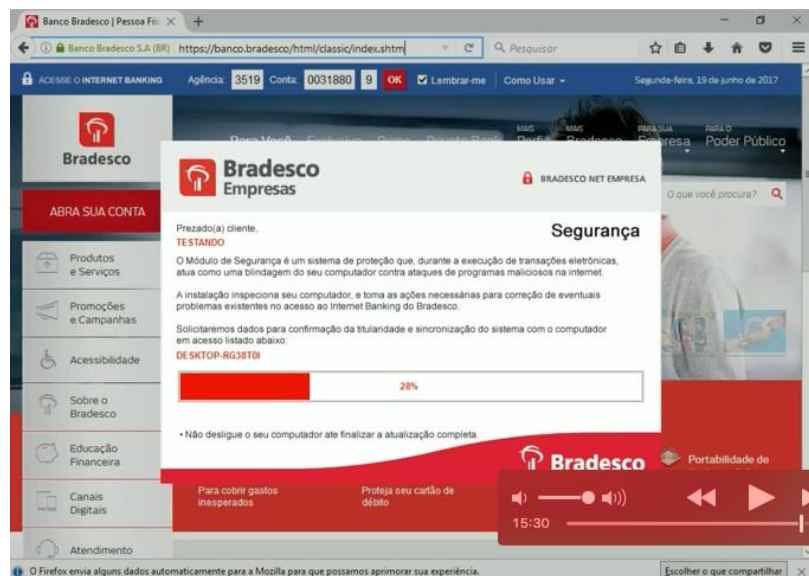 Banco Bradesco | Pessoa Fís
Banco Bradesco S.A (BR)
https://banco.bradesco/html/classic/index.shtm
Pesquisar
ACESSE O INTERNET BANKING
Agência: 3519 Conta: 0031880 9 OK
Lembrar-me
Como Usar
Segunda-feira, 19 de junho de 2017
Bradesco
ABRA SUA CONTA
Produtos
e Serviços
Promoções
e Campanhas
Acessibilidade
Sobre o
Bradesco
Educação
Financeira
Canais
Digitais
Atendimento
MAIS
MAIS
PARA SUA
PARA O
Poder Público
O que você procura?
Bradesco
Empresas
BRADESCO NET EMPRESA
Prezado(a) cliente,
TESTANDO
Segurança
O Módulo de Segurança é um sistema de proteção que, durante a execução de transações eletrônicas,
atua como uma blindagem do seu computador contra ataques de programas maliciosos na internet.
A instalação inspeciona seu computador, e toma as ações necessárias para correção de eventuais
problemas existentes no acesso ao Internet Banking do Bradesco.
Solicitaremos dados para confirmação da titularidade e sincronização do sistema com o computador
em acesso listado abaixo:
DESKTOP-RG38T0I
28%
• Não desligue o seu computador ate finalizar a atualização completa.
Bradesco
Para cobrir gastos
inesperados
Proteja seu cartão de
débito
Portabilidade de
15:30
O Firefox envia alguns dados automaticamente para a Mozilla para que possamos aprimorar sua experiência.
Escolher o que compartilhar